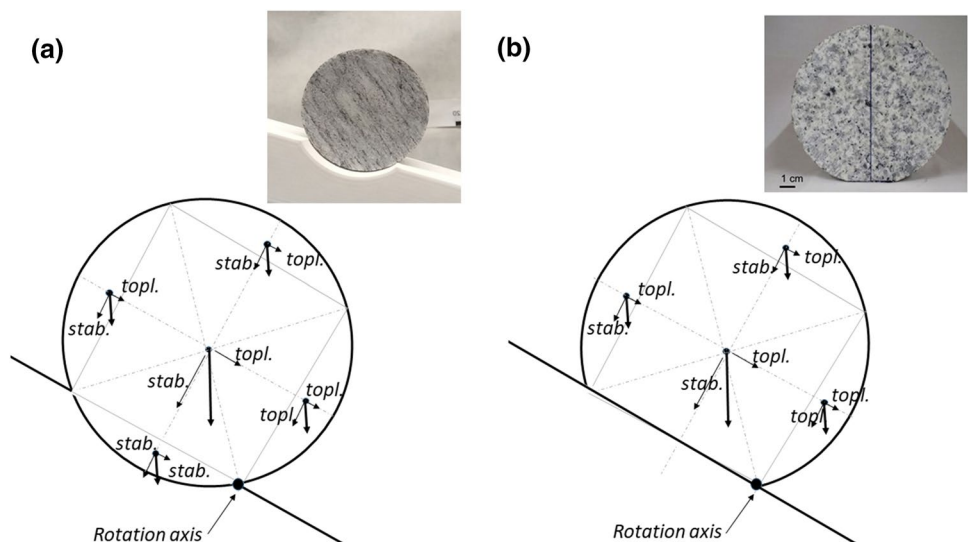 (a)
stab.
topl.
topl.
stab.
topl.
stab.
topl.
topl.
stab.
stab.
Rotation axis
(b)
1 cm
stab.
topl.
topl.
stab.
topl.
stab.
topl.
topl.
Rotation axis